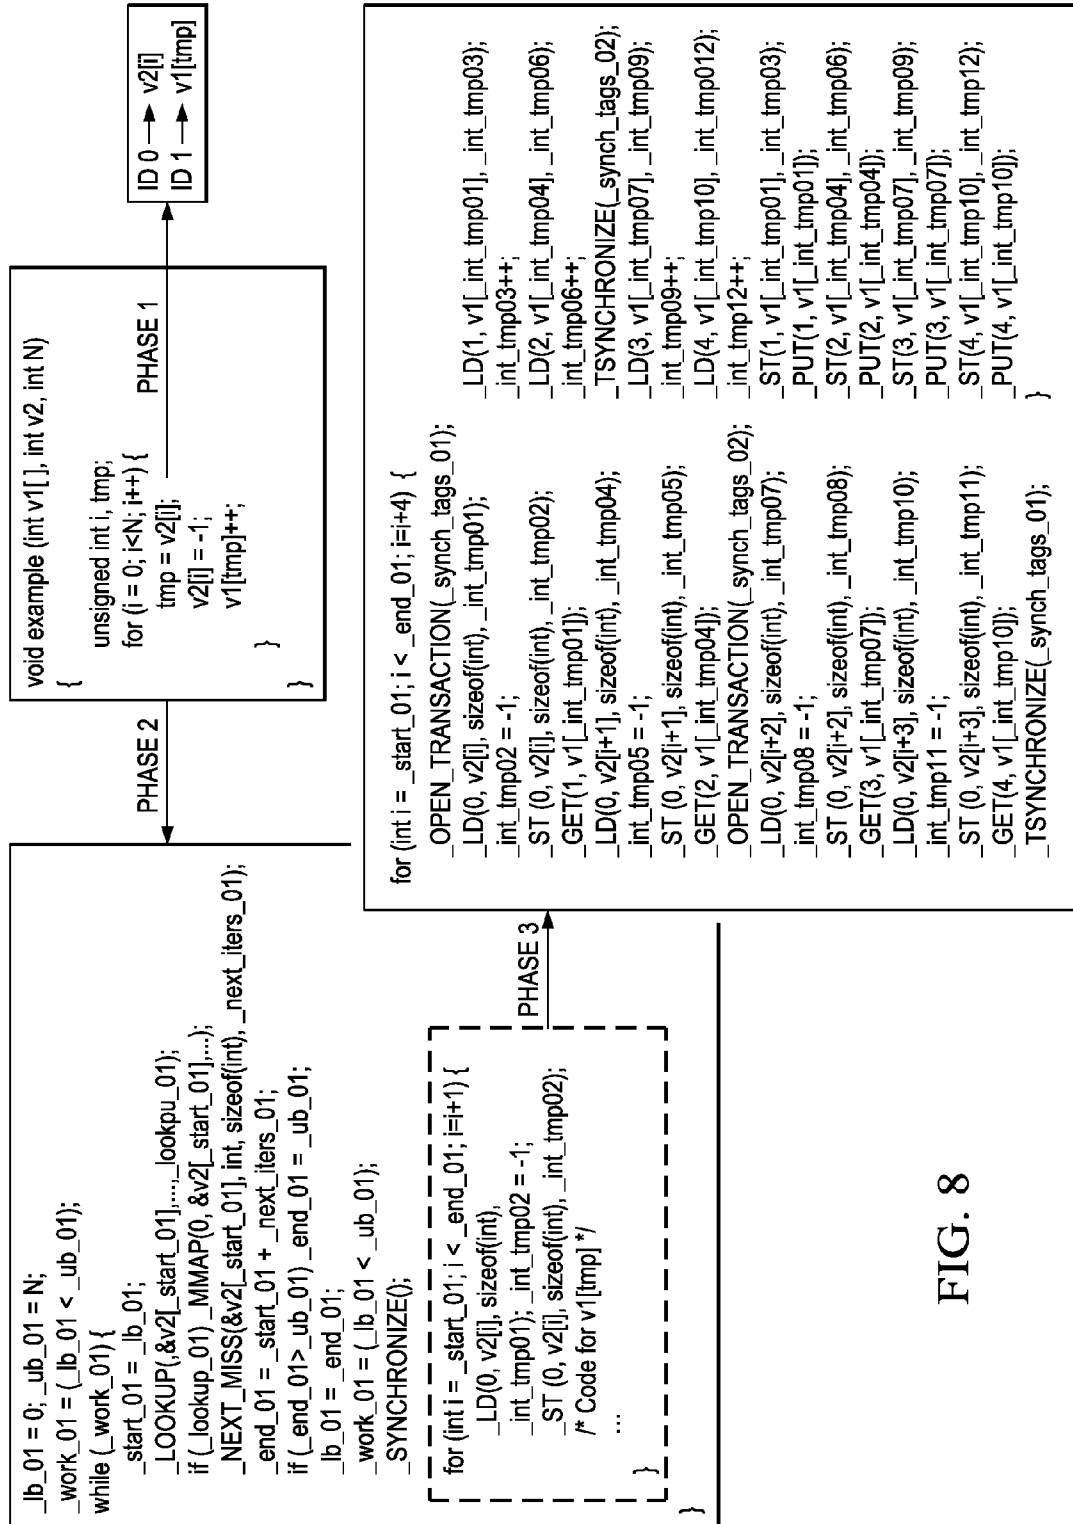 void example (int v1[ ], int v2, int N)
{
unsigned int i, tmp;
for (i = 0; i<N; i++) {
tmp = v2[i];
v2[i] = -1;
v1[tmp]++;
}
}
PHASE 1
ID 0 → v2[i]
ID 1 → v1[tmp]
PHASE 2
_lb_01 = 0; _ub_01 = N;
_work_01 = (_lb_01 < _ub_01);
while (_work_01) {
_start_01 = _lb_01;
_LOOKUP(,&v2[_start_01],...,_lookpu_01);
if (_lookup_01) _MMAP(0, &v2[_start_01],...);
_NEXT_MISS(&v2[_start_01], int, sizeof(int), _next_iters_01);
_end_01 = _start_01 + _next_iters_01;
if (_end_01>_ub_01) _end_01 = _ub_01;
_lb_01 = _end_01;
_work_01 = (_lb_01 < _ub_01);
_SYNCHRONIZE();
for (int i = _start_01; i < _end_01; i=i+1) {
_LD(0, v2[i], sizeof(int),
_int_tmp01); _int_tmp02 = -1;
_ST (0, v2[i], sizeof(int), _int_tmp02);
/* Code for v1[tmp] */
...
}
}
PHASE 3
for (int i = _start_01; i < _end_01; i=i+4) {
_OPEN_TRANSACTION(_synch_tags_01);
_LD(0, v2[i], sizeof(int), _int_tmp01);
_int_tmp02 = -1;
_ST (0, v2[i], sizeof(int), _int_tmp02);
_GET(1, v1[_int_tmp01]);
_LD(0, v2[i+1], sizeof(int), _int_tmp04);
_int_tmp05 = -1;
_ST (0, v2[i+1], sizeof(int), _int_tmp05);
_GET(2, v1[_int_tmp04]);
_OPEN_TRANSACTION(_synch_tags_02);
_LD(0, v2[i+2], sizeof(int), _int_tmp07);
_int_tmp08 = -1;
_ST (0, v2[i+2], sizeof(int), _int_tmp08);
_GET(3, v1[_int_tmp07]);
_LD(0, v2[i+3], sizeof(int), _int_tmp10);
_int_tmp11 = -1;
_ST (0, v2[i+3], sizeof(int), _int_tmp11);
_GET(4, v1[_int_tmp10]);
_TSYNCHRONIZE(_synch_tags_01);
_LD(1, v1[_int_tmp01], _int_tmp03);
_int_tmp03++;
_LD(2, v1[_int_tmp04], _int_tmp06);
_int_tmp06++;
_TSYNCHRONIZE(_synch_tags_02);
_LD(3, v1[_int_tmp07], _int_tmp09);
_int_tmp09++;
_LD(4, v1[_int_tmp10], _int_tmp012);
_int_tmp12++;
_ST(1, v1[_int_tmp01], _int_tmp03);
_PUT(1, v1[_int_tmp01]);
_ST(2, v1[_int_tmp04], _int_tmp06);
_PUT(2, v1[_int_tmp04]);
_ST(3, v1[_int_tmp07], _int_tmp09);
_PUT(3, v1[_int_tmp07]);
_ST(4, v1[_int_tmp10], _int_tmp12);
_PUT(4, v1[_int_tmp10]);
}
FIG. 8